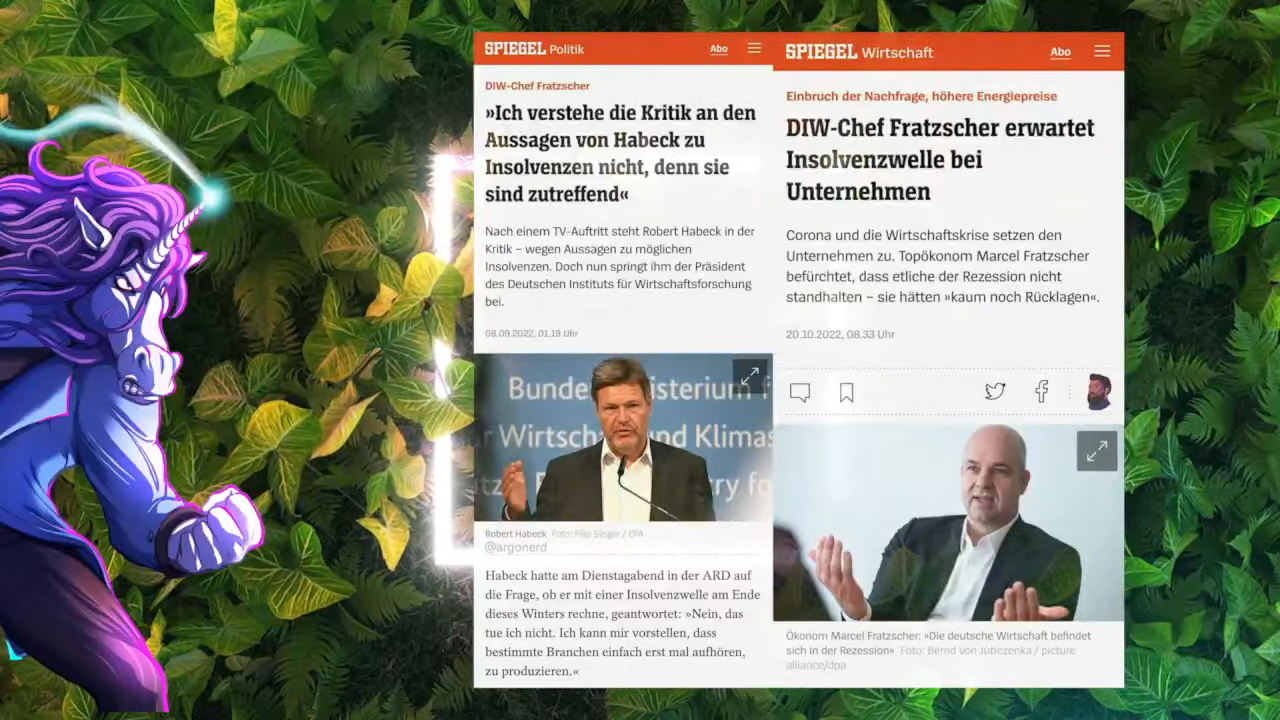 SPIEGEL Politik
Abo
DIW-Chef Fratzscher
»Ich verstehe die Kritik an den
Aussagen von Habeck zu
Insolvenzen nicht, denn sie
sind zutreffend«
Nach einem TV-Auftritt steht Robert Habeck in der
Kritik – wegen Aussagen zu möglichen
Insolvenzen. Doch nun springt ihm der Präsident
des Deutschen Instituts für Wirtschaftsforschung
bei.
08.09.2022, 01.19 Uhr
Robert Habeck Foto: Filip Singer / EPA
@argonerd
Habeck hatte am Dienstagabend in der ARD auf
die Frage, ob er mit einer Insolvenzwelle am Ende
dieses Winters rechne, geantwortet: »Nein, das
tue ich nicht. Ich kann mir vorstellen, dass
bestimmte Branchen einfach erst mal aufhören,
zu produzieren.«
SPIEGEL Wirtschaft
Abo
Einbruch der Nachfrage, höhere Energiepreise
DIW-Chef Fratzscher erwartet
Insolvenzwelle bei
Unternehmen
Corona und die Wirtschaftskrise setzen den
Unternehmen zu. Topökonom Marcel Fratzscher
befürchtet, dass etliche der Rezession nicht
standhalten – sie hätten »kaum noch Rücklagen«.
20.10.2022, 08.33 Uhr
Ökonom Marcel Fratzscher: »Die deutsche Wirtschaft befindet
sich in der Rezession« Foto: Bernd von Jutrczenka / picture
alliance/dpa